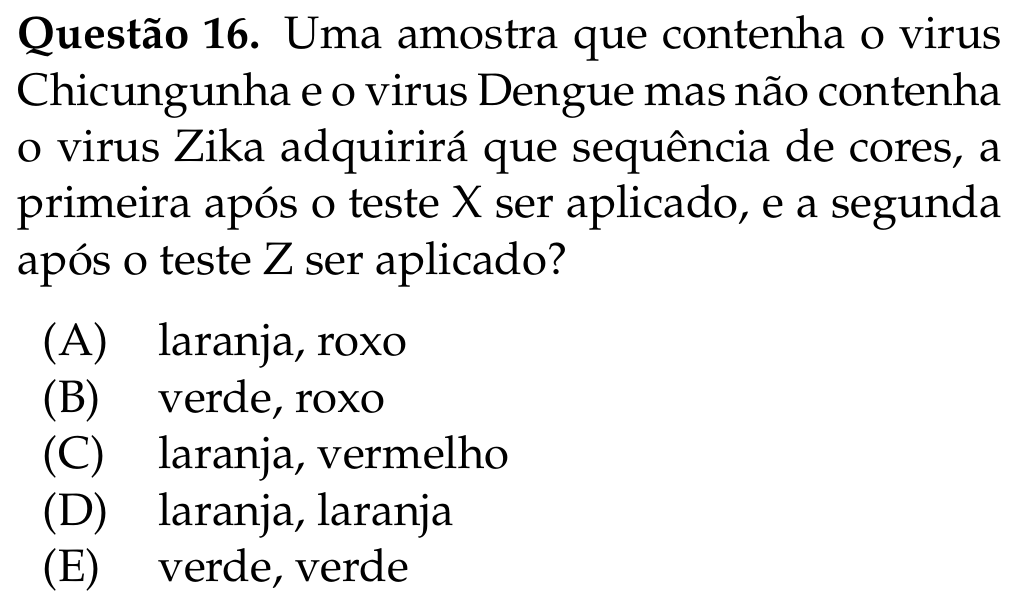 Questão 16. Uma amostra que contenha o virus
Chicungunha e o virus Dengue mas não contenha
o virus Zika adquirirá que sequência de cores, a
primeira após o teste X ser aplicado, e a segunda
após o teste Z ser aplicado?
(A) laranja, roxo
(B) verde, roxo
(C) laranja, vermelho
(D) laranja, laranja
(E) verde, verde